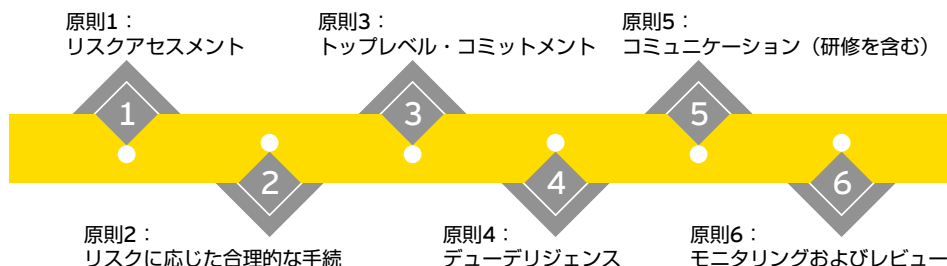 原則1：
リスクアセスメント
原則3：
トップレベル・コミットメント
原則5：
コミュニケーション（研修を含む）
1
3
5
2
4
6
原則2：
リスクに応じた合理的な手続
原則4：
デューデリジェンス
原則6：
モニタリングおよびレビュー